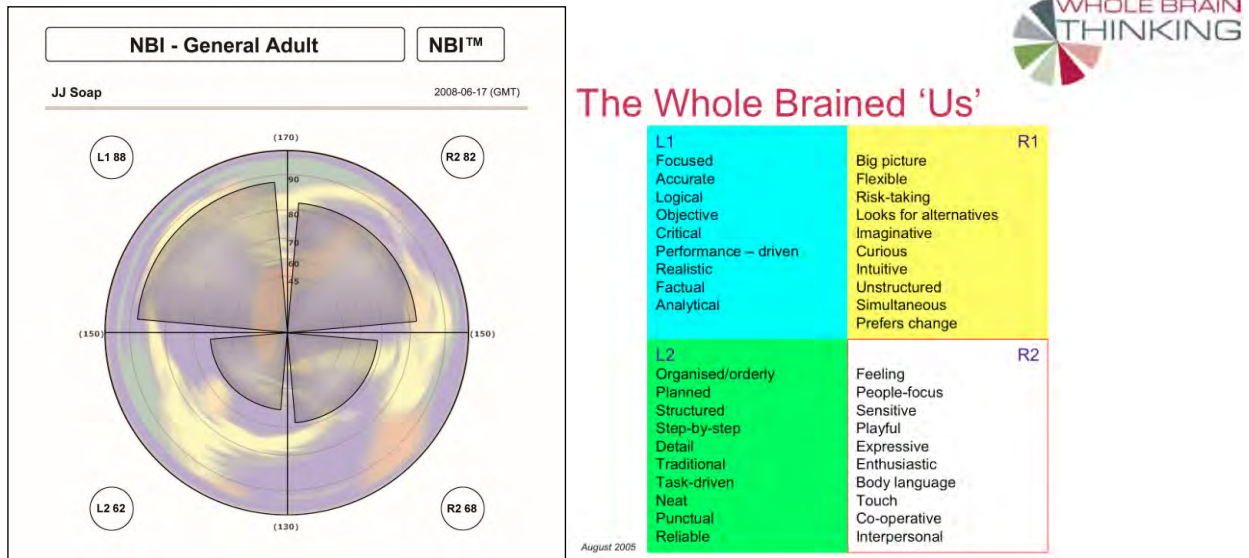 NBI - General Adult
NBI™
JJ Soap
2008-06-17 (GMT)
(170)
L1 88
R2 82
90
80
70
60
45
(150)
(150)
L2 62
R2 68
(130)
WHOLE BRAIN
THINKING
The Whole Brained ‘Us’
L1
Focused
Accurate
Logical
Objective
Critical
Performance – driven
Realistic
Factual
Analytical
R1
Big picture
Flexible
Risk-taking
Looks for alternatives
Imaginative
Curious
Intuitive
Unstructured
Simultaneous
Prefers change
L2
Organised/orderly
Planned
Structured
Step-by-step
Detail
Traditional
Task-driven
Neat
Punctual
Reliable
R2
Feeling
People-focus
Sensitive
Playful
Expressive
Enthusiastic
Body language
Touch
Co-operative
Interpersonal
August 2005